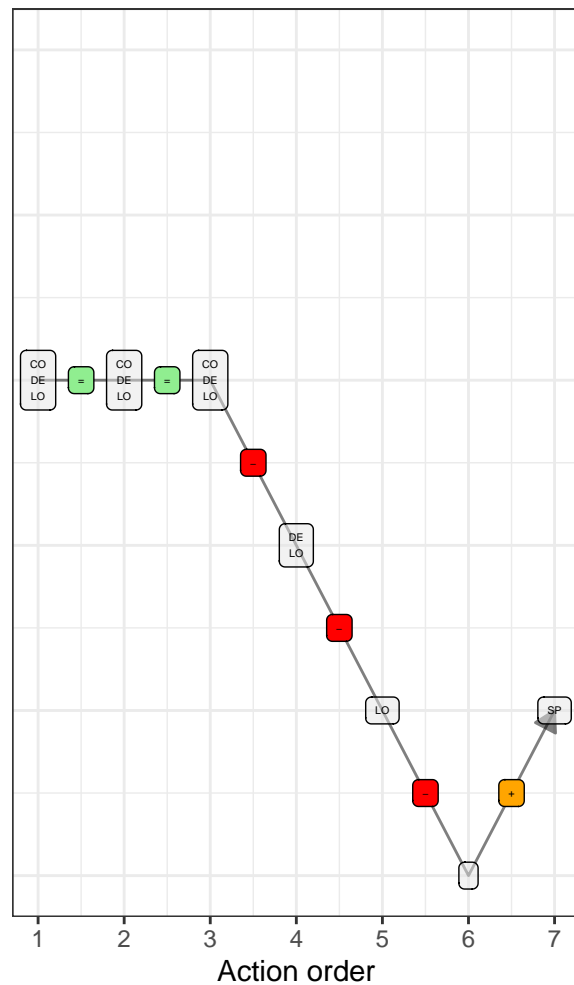 CO
DE
LO
=
CO
DE
LO
=
CO
DE
LO
–
DE
LO
–
LO
–
+
SP
1 2 3 4 5 6 7
Action order